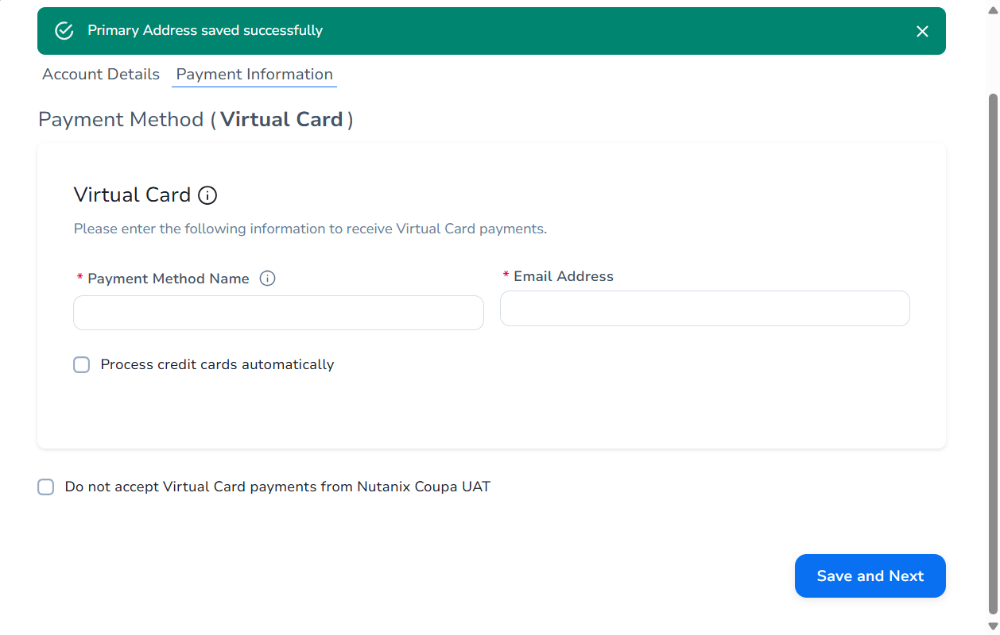 Primary Address saved successfully
Account Details Payment Information
Payment Method ( Virtual Card )
Virtual Card
Please enter the following information to receive Virtual Card payments.
* Payment Method Name
* Email Address
Process credit cards automatically
Do not accept Virtual Card payments from Nutanix Coupa UAT
Save and Next